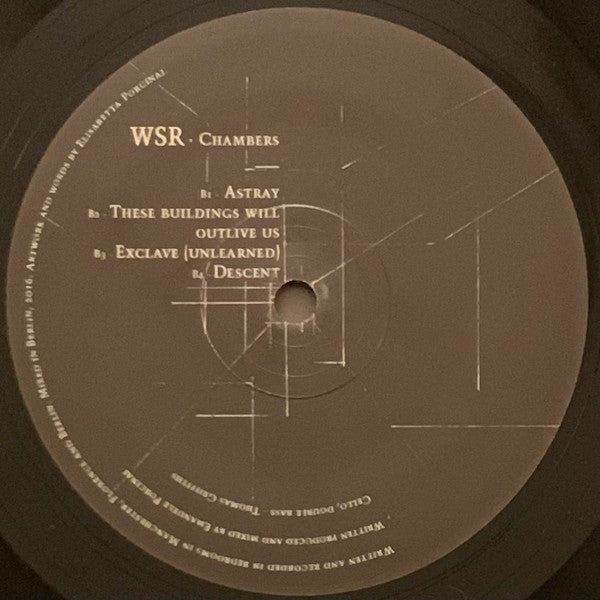 WSR - Chambers
B1 - Astray
B2 - These buildings will
outlive us
B3 - Exclave (unlearned)
B4 - Descent
Cello, double bass - Thomas Griffiths
Written produced and mixed by Emanuele Porcinai
Written and recorded in bedrooms in Manchester, Florence and Berlin. Mixed in Berlin, 2016. Artwork and words by Elisabetta Porcinai